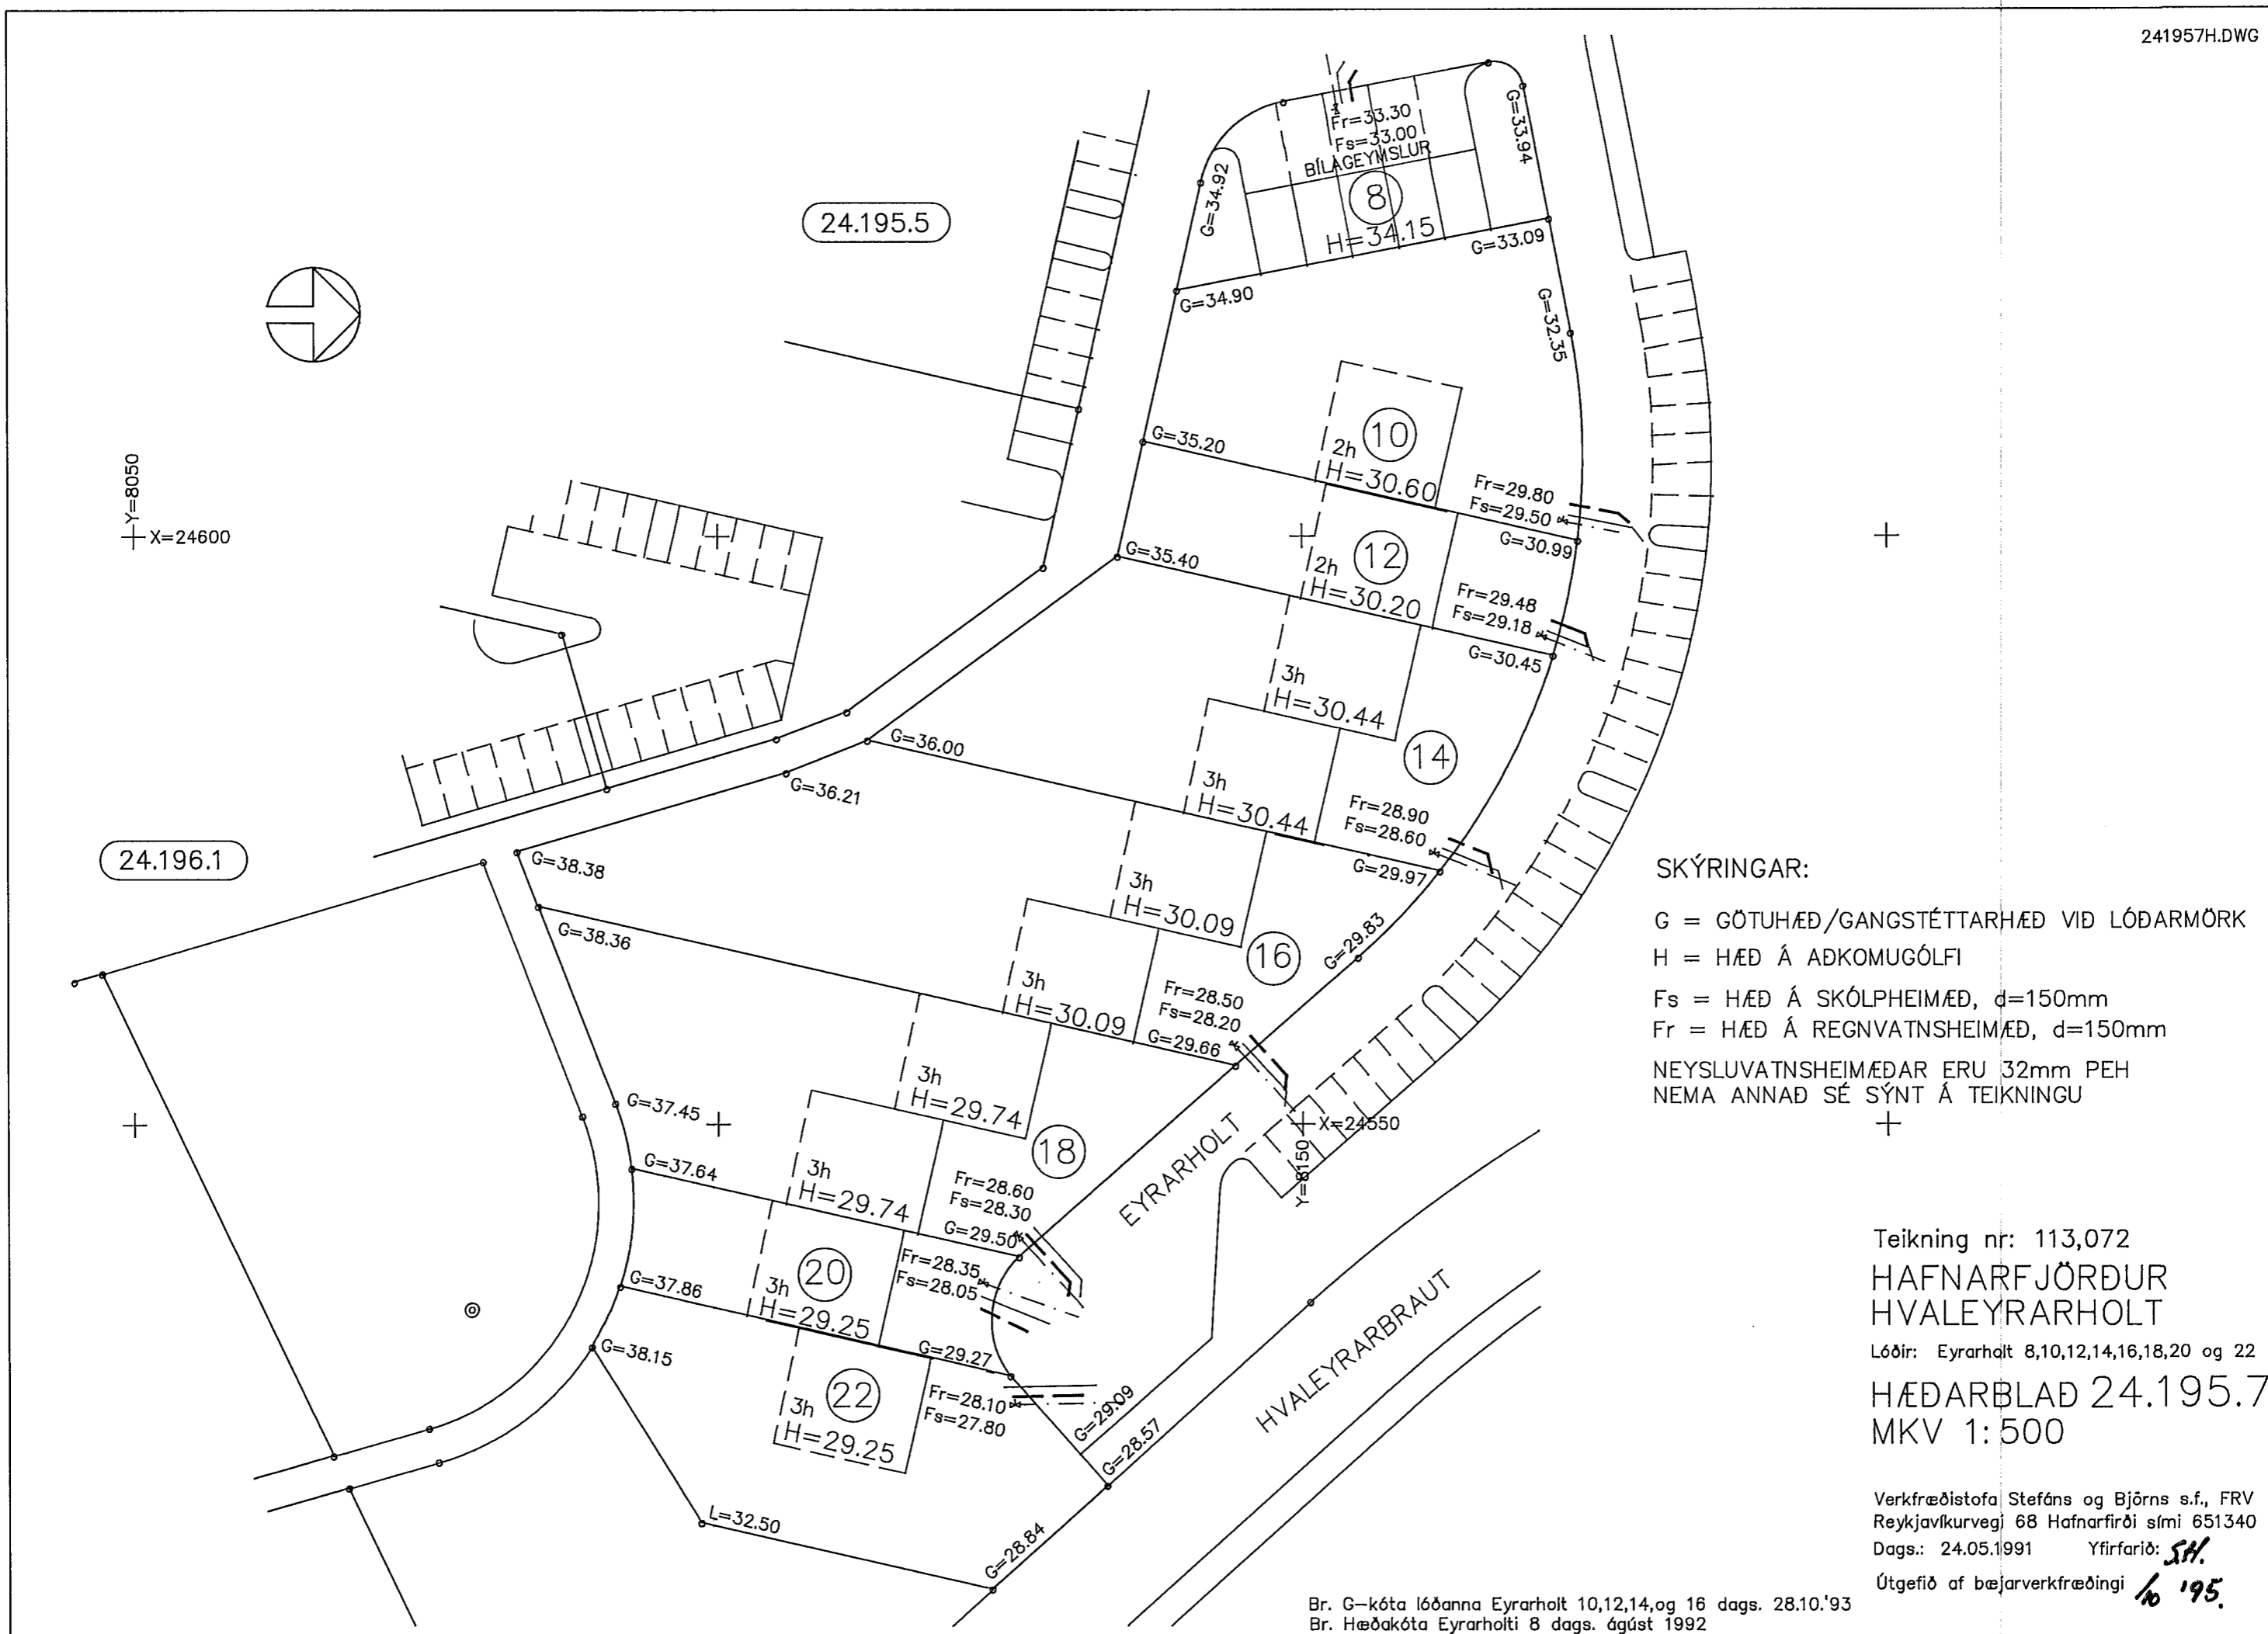 241957H.DWG
Fr=33.30
Fs=33.00
BÍLAGEYMSLUR
8
H=34.15
G=33.94
G=34.92
G=33.09
G=34.90
G=32.35
24.195.5
Y=8050
X=24600
G=35.20
10
2h
H=30.60
Fr=29.80
Fs=29.50
G=30.99
G=35.40
12
2h
H=30.20
Fr=29.48
Fs=29.18
G=30.45
3h
H=30.44
14
G=36.00
G=36.21
3h
H=30.44
Fr=28.90
Fs=28.60
G=29.97
24.196.1
G=38.38
G=38.36
3h
H=30.09
16
G=29.83
3h
H=30.09
Fr=28.50
Fs=28.20
G=29.66
3h
H=29.74
18
G=37.45
G=37.64
3h
H=29.74
Fr=28.60
Fs=28.30
G=29.50
X=24550
Y=8150
EYRARHOLT
HVALEYRARBRAUT
20
3h
H=29.25
Fr=28.35
Fs=28.05
G=37.86
G=38.15
G=29.27
22
3h
H=29.25
Fr=28.10
Fs=27.80
G=29.09
G=28.57
L=32.50
G=28.84
SKÝRINGAR:
G = GÖTUHÆÐ/GANGSTÉTTARHÆÐ VIÐ LÓÐARMÖRK
H = HÆÐ Á AÐKOMUGÓLFI
Fs = HÆÐ Á SKÓLPHEIMÆÐ, d=150mm
Fr = HÆÐ Á REGNVATNSHEIMÆÐ, d=150mm
NEYSLUVATNSHEIMÆÐAR ERU 32mm PEH
NEMA ANNAÐ SÉ SÝNT Á TEIKNINGU
Teikning nr: 113,072
HAFNARFJÖRÐUR
HVALEYRARHOLT
Lóðir: Eyrarholt 8,10,12,14,16,18,20 og 22
HÆÐARBLAÐ 24.195.7
MKV 1:500
Verkfræðistofa Stefáns og Björns s.f., FRV
Reykjavíkurvegi 68 Hafnarfirði sími 651340
Dags.: 24.05.1991 Yfirfarið: S.H.
Útgefið af bæjarverkfræðingi 1/10 '95.
Br. G-kóta lóðanna Eyrarholt 10,12,14,og 16 dags. 28.10.'93
Br. Hæðakóta Eyrarholti 8 dags. ágúst 1992